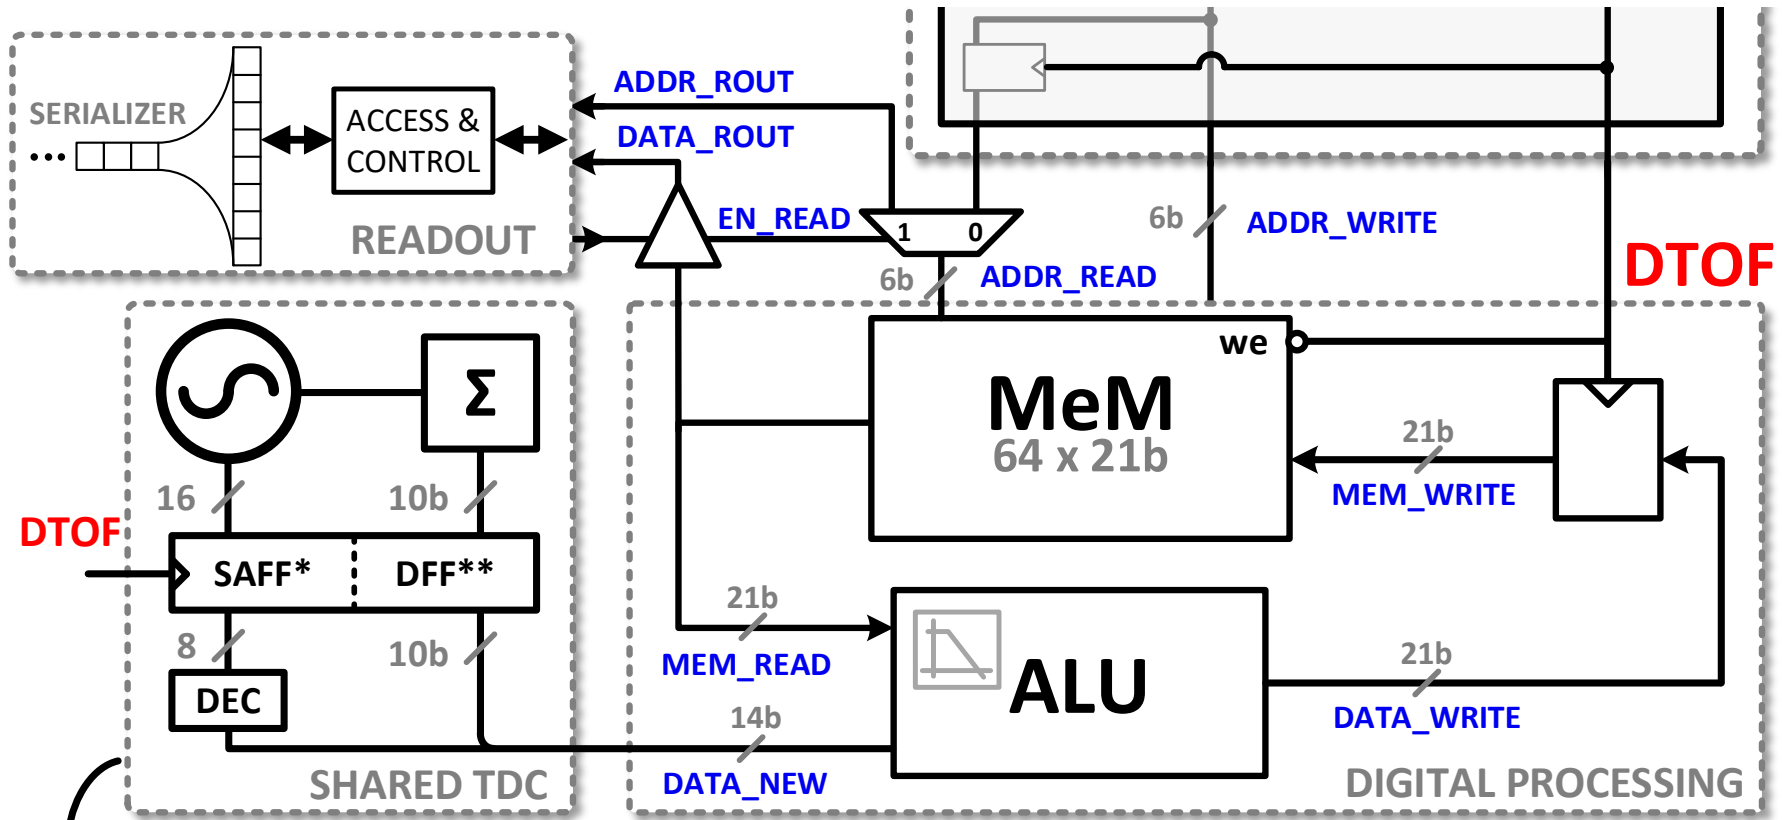 SERIALIZER
ACCESS &
CONTROL
READOUT
ADDR_ROUT
DATA_ROUT
EN_READ
1 0
6b
ADDR_READ
6b
ADDR_WRITE
DTOF
Σ
16
10b
DTOF
SAFF*
DFF**
8
10b
DEC
SHARED TDC
we
MeM
64 x 21b
21b
MEM_WRITE
21b
MEM_READ
ALU
21b
DATA_WRITE
14b
DATA_NEW
DIGITAL PROCESSING